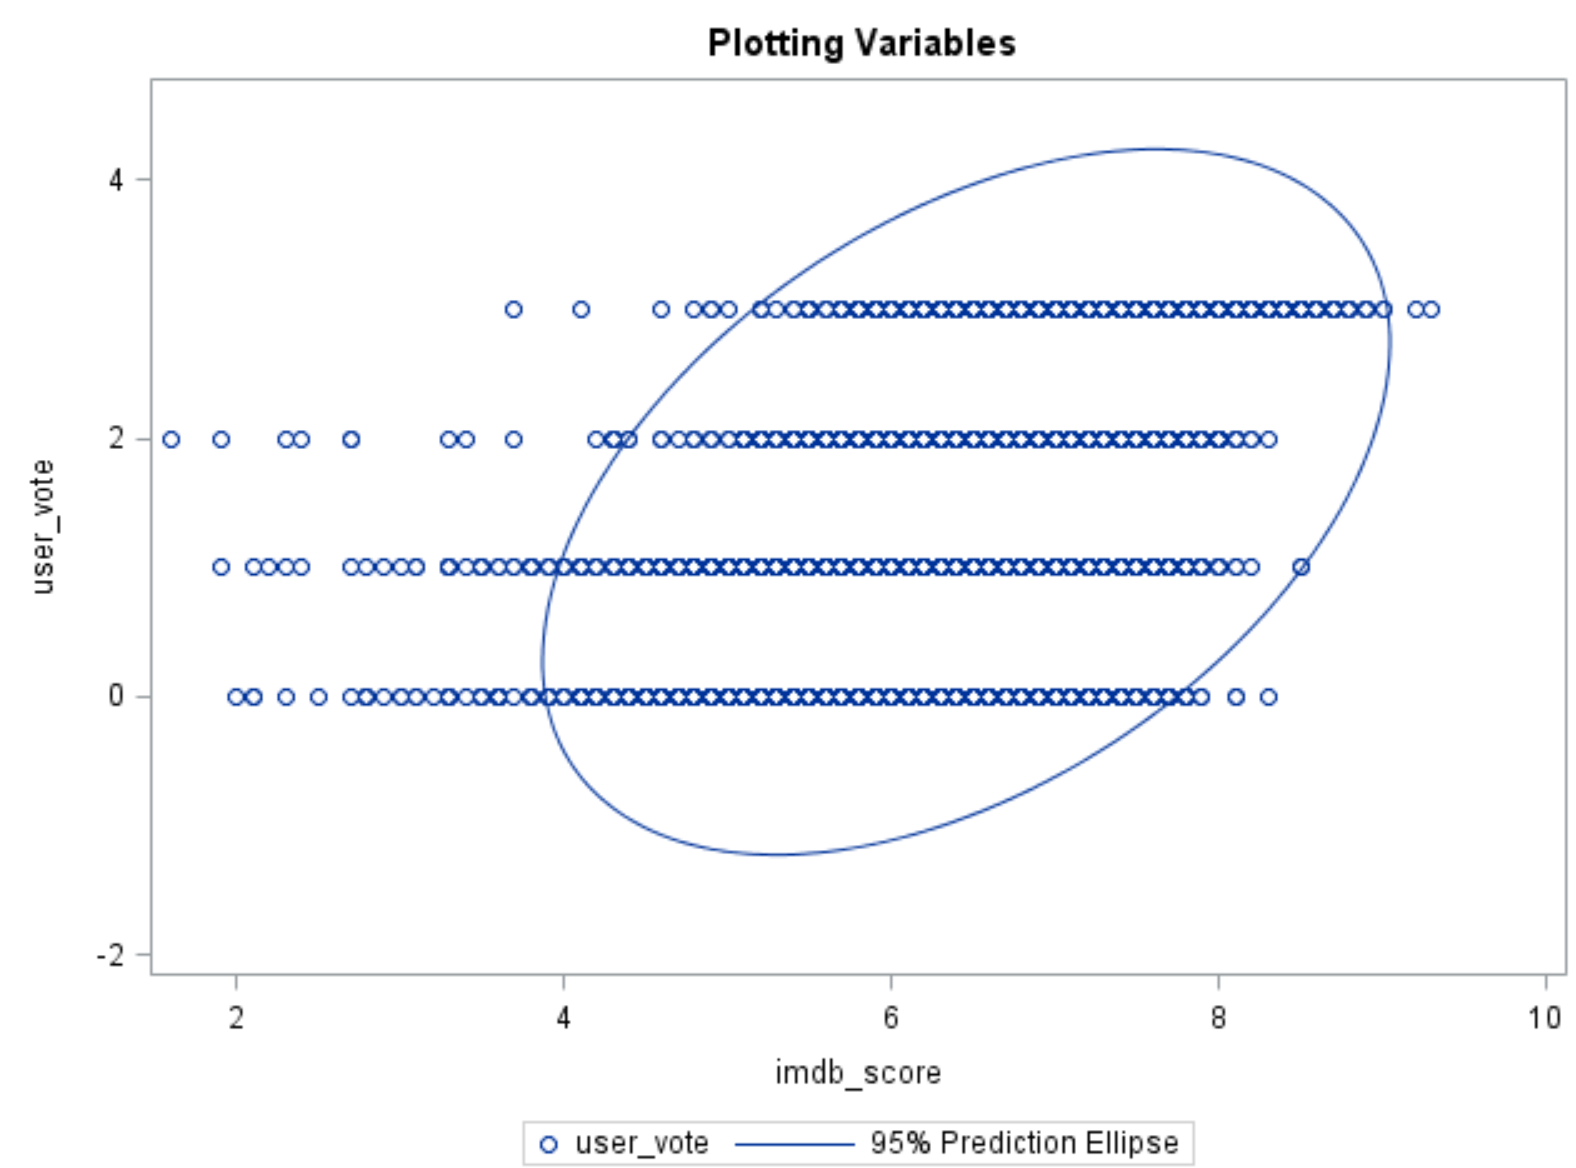 Plotting Variables
4
2
0
-2
user_vote
2 4 6 8 10
imdb_score
user_vote 95% Prediction Ellipse